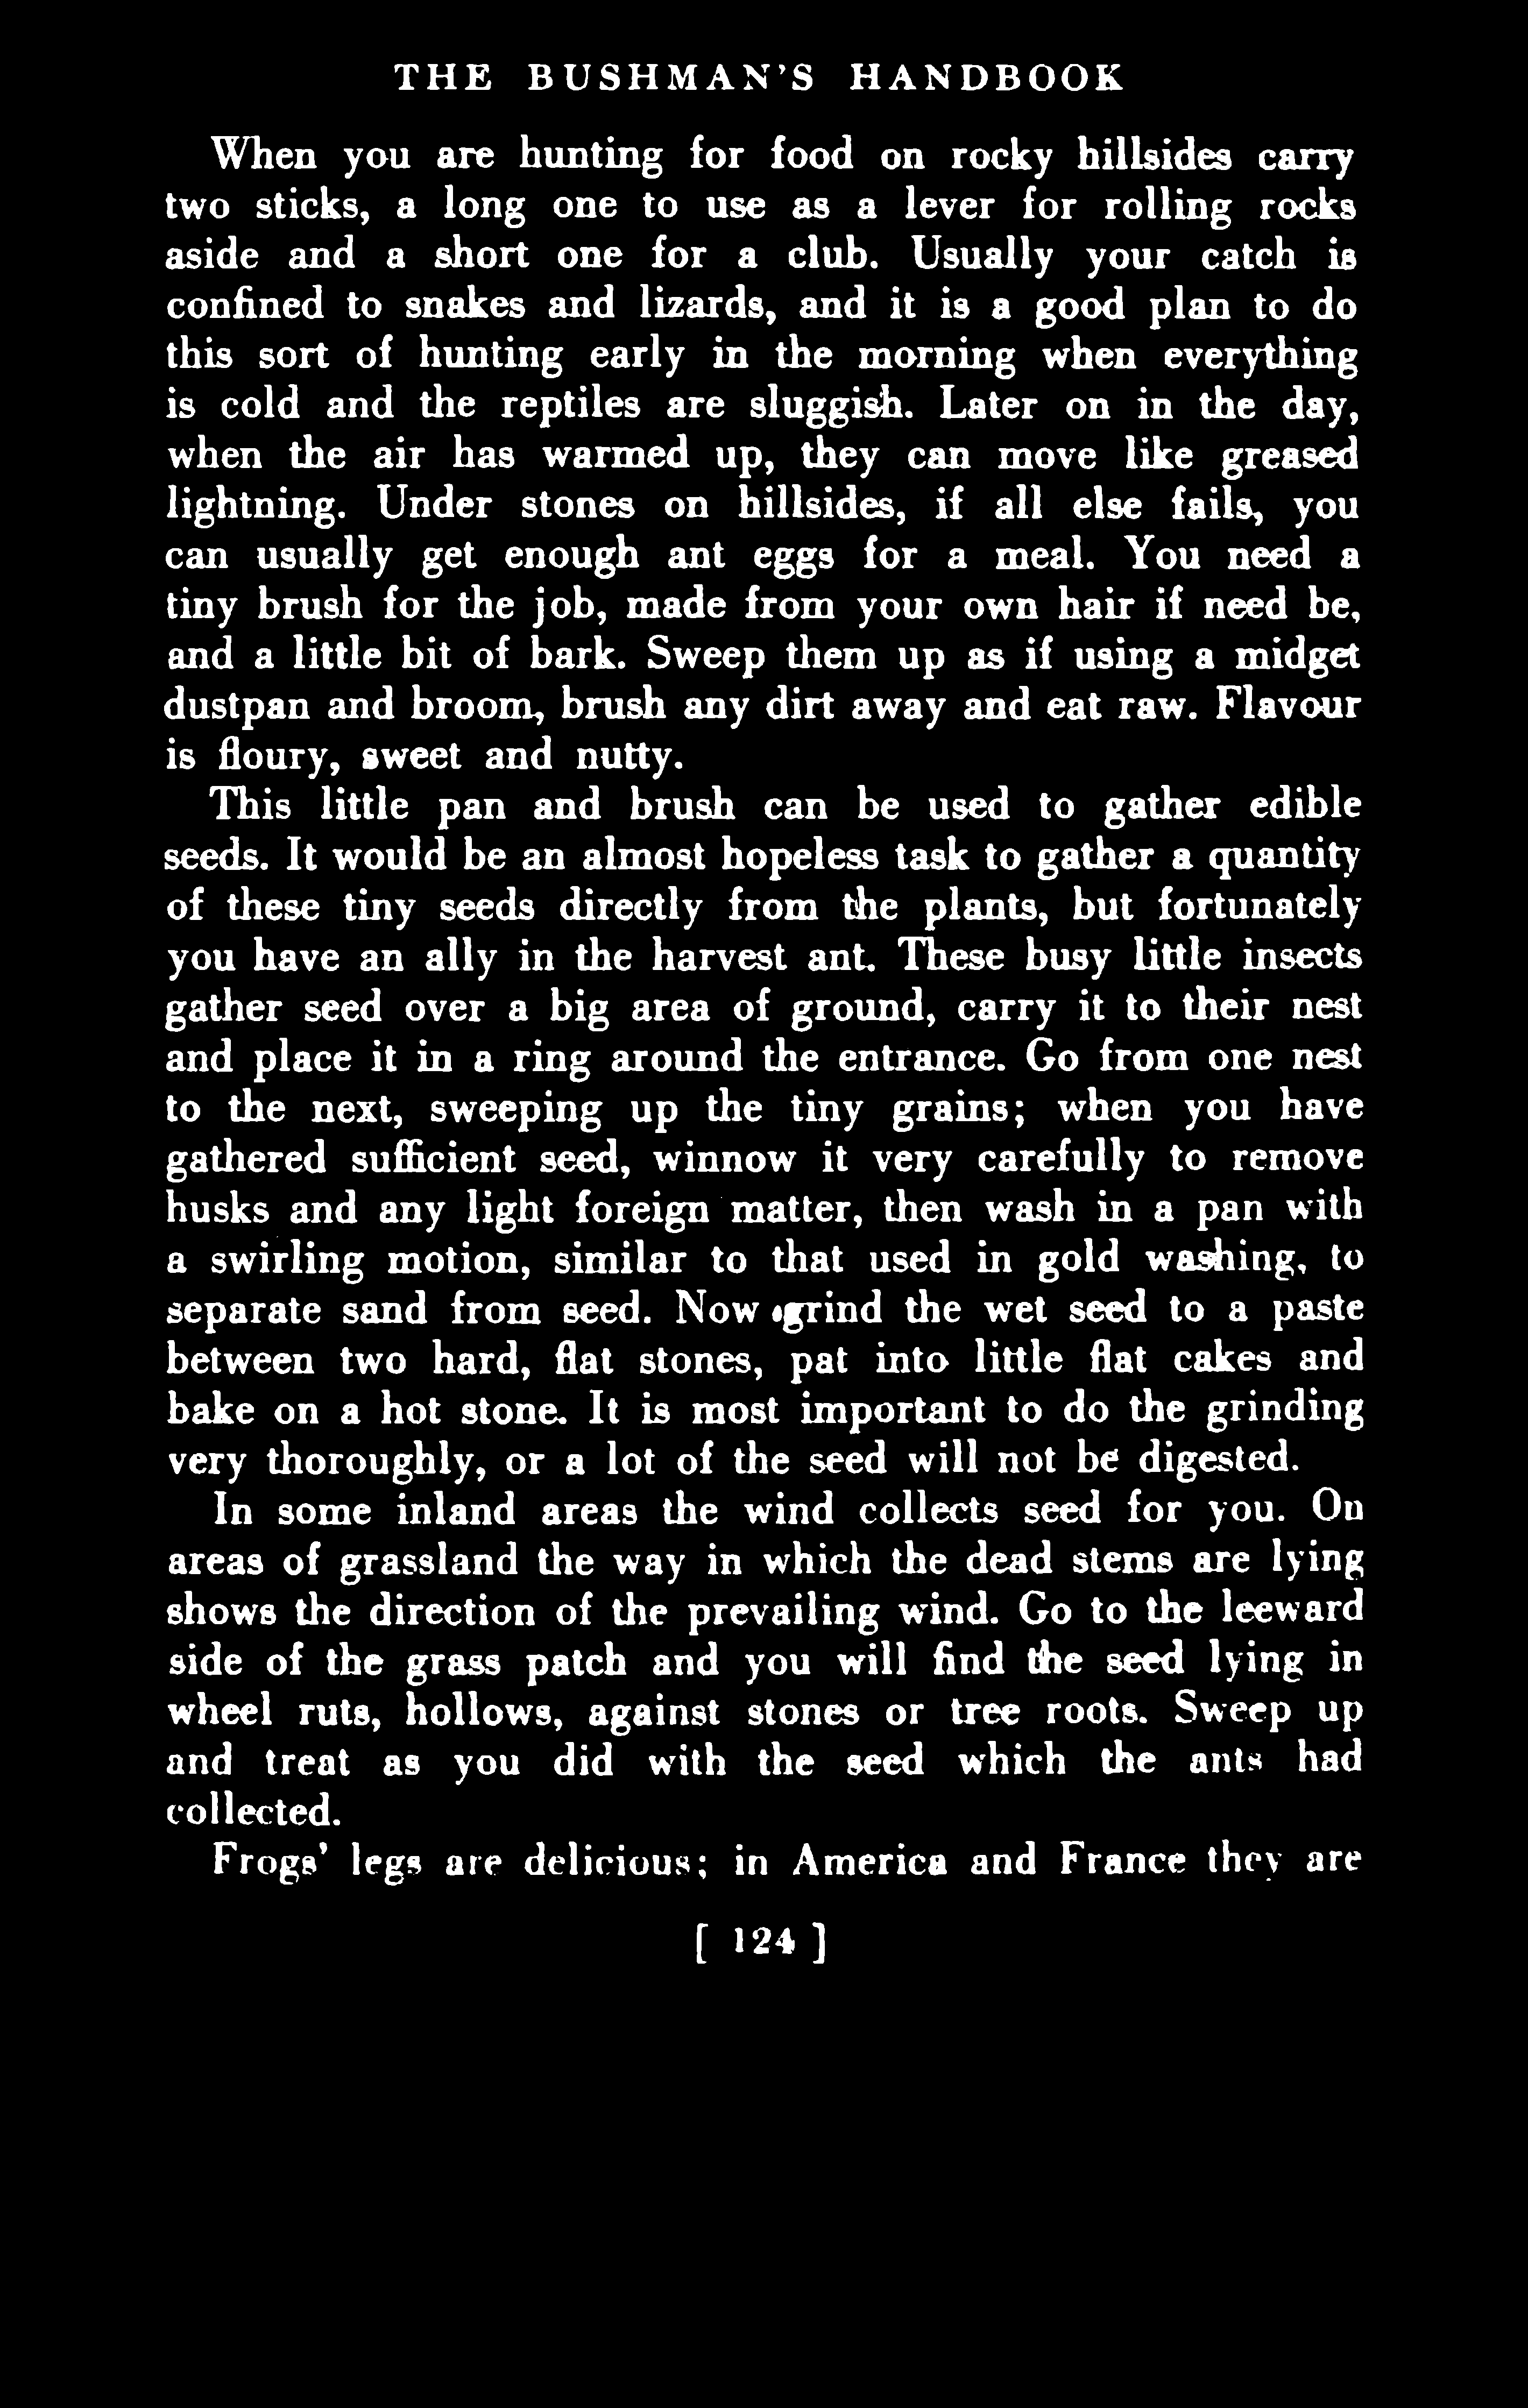 THE BUSHMAN'S HANDBOOK
When you are hunting for food on rocky hillsides carry
two sticks, a long one to use as a lever for rolling rocks
aside and a short one for a club. Usually your catch is
confined to snakes and lizards, and it is a good plan to do
this sort of hunting early in the morning when everything
is cold and the reptiles are sluggish. Later on in the day,
when the air has warmed up, they can move like greased
lightning. Under stones on hillsides, if all else fails, you
can usually get enough ant eggs for a meal. You need a
tiny brush for the job, made from your own hair if need be,
and a little bit of bark. Sweep them up as if using a midget
dustpan and broom, brush any dirt away and eat raw. Flavour
is floury, sweet and nutty.
This little pan and brush can be used to gather edible
seeds. It would be an almost hopeless task to gather a quantity
of these tiny seeds directly from the plants, but fortunately
you have an ally in the harvest ant. These busy little insects
gather seed over a big area of ground, carry it to their nest
and place it in a ring around the entrance. Go from one nest
to the next, sweeping up the tiny grains; when you have
gathered sufficient seed, winnow it very carefully to remove
husks and any light foreign matter, then wash in a pan with
a swirling motion, similar to that used in gold washing, to
separate sand from seed. Now grind the wet seed to a paste
between two hard, flat stones, pat into little flat cakes and
bake on a hot stone. It is most important to do the grinding
very thoroughly, or a lot of the seed will not be digested.
In some inland areas the wind collects seed for you. On
areas of grassland the way in which the dead stems are lying
shows the direction of the prevailing wind. Go to the leeward
side of the grass patch and you will find the seed lying in
wheel ruts, hollows, against stones or tree roots. Sweep up
and treat as you did with the seed which the ants had
collected.
Frogs' legs are delicious; in America and France they are
[ 124 ]